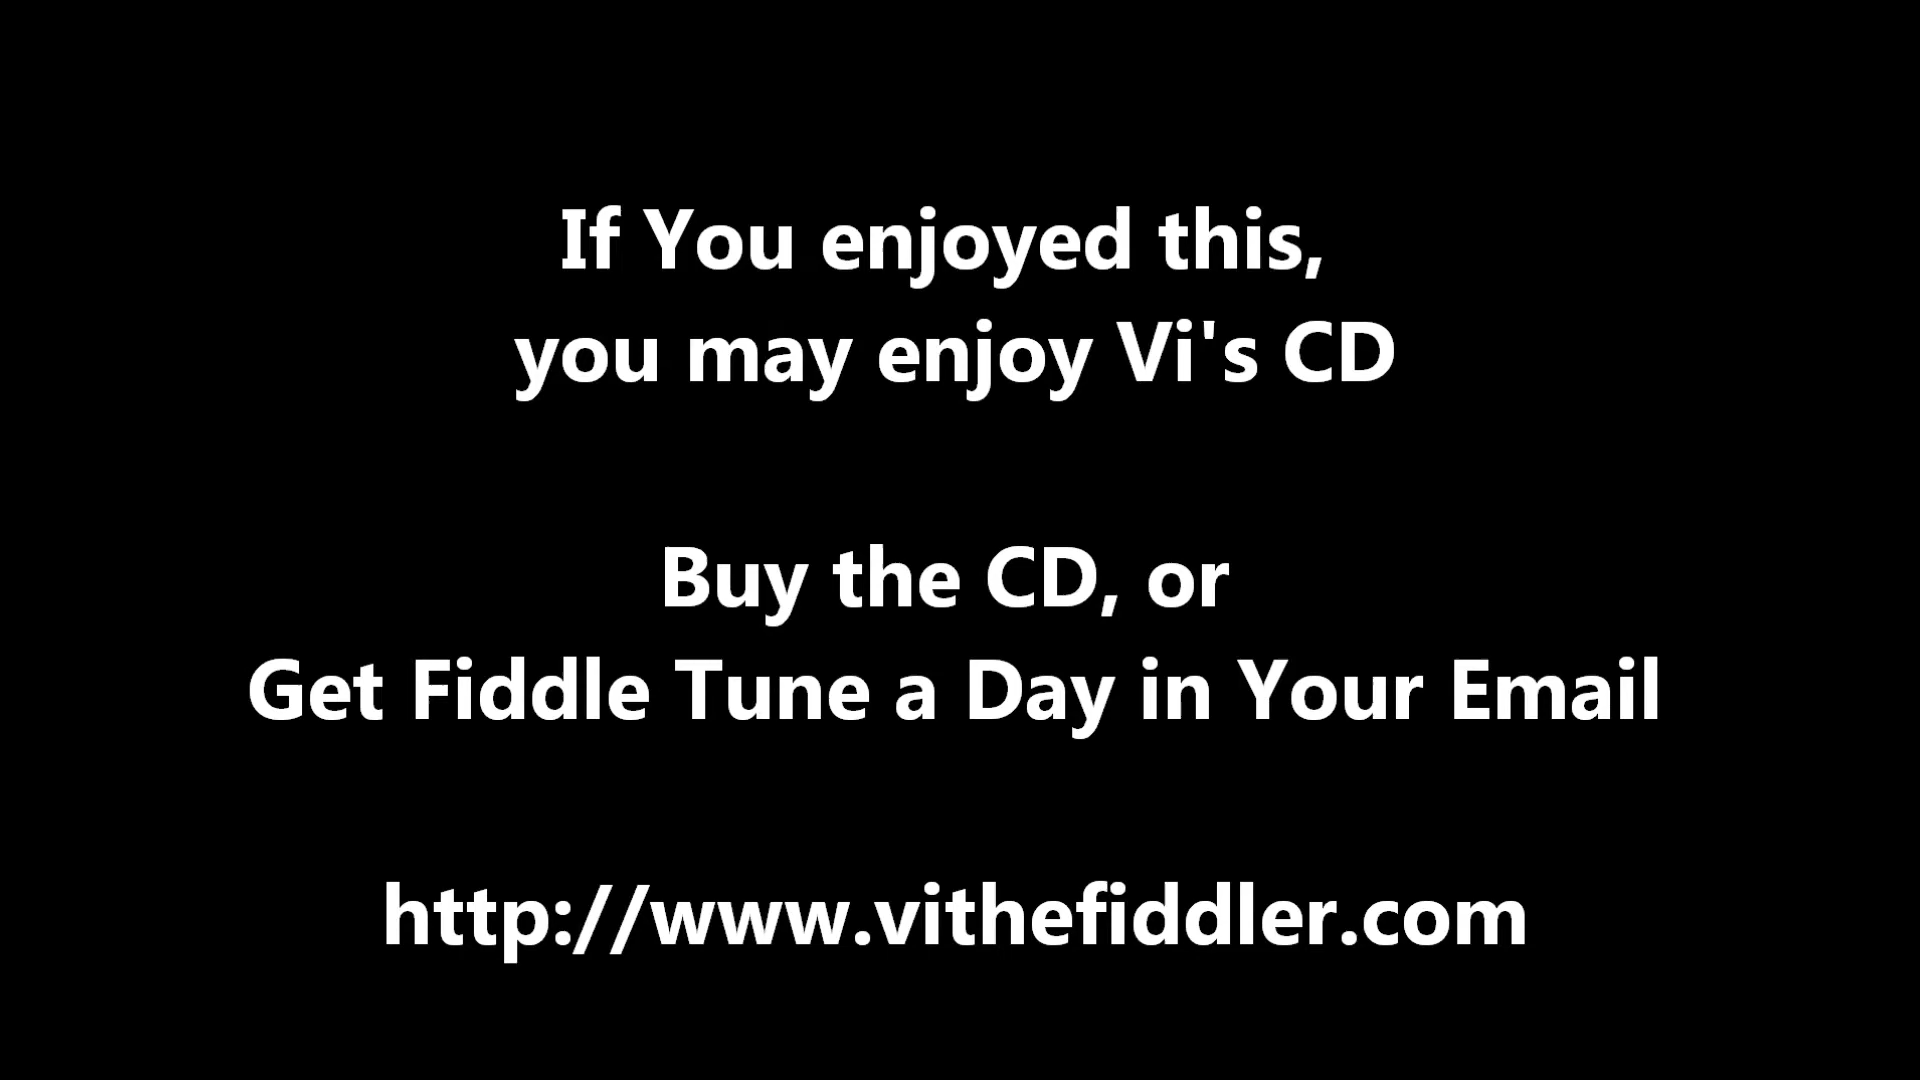 If You enjoyed this,
you may enjoy Vi's CD
Buy the CD, or
Get Fiddle Tune a Day in Your Email
http://www.vithefiddler.com